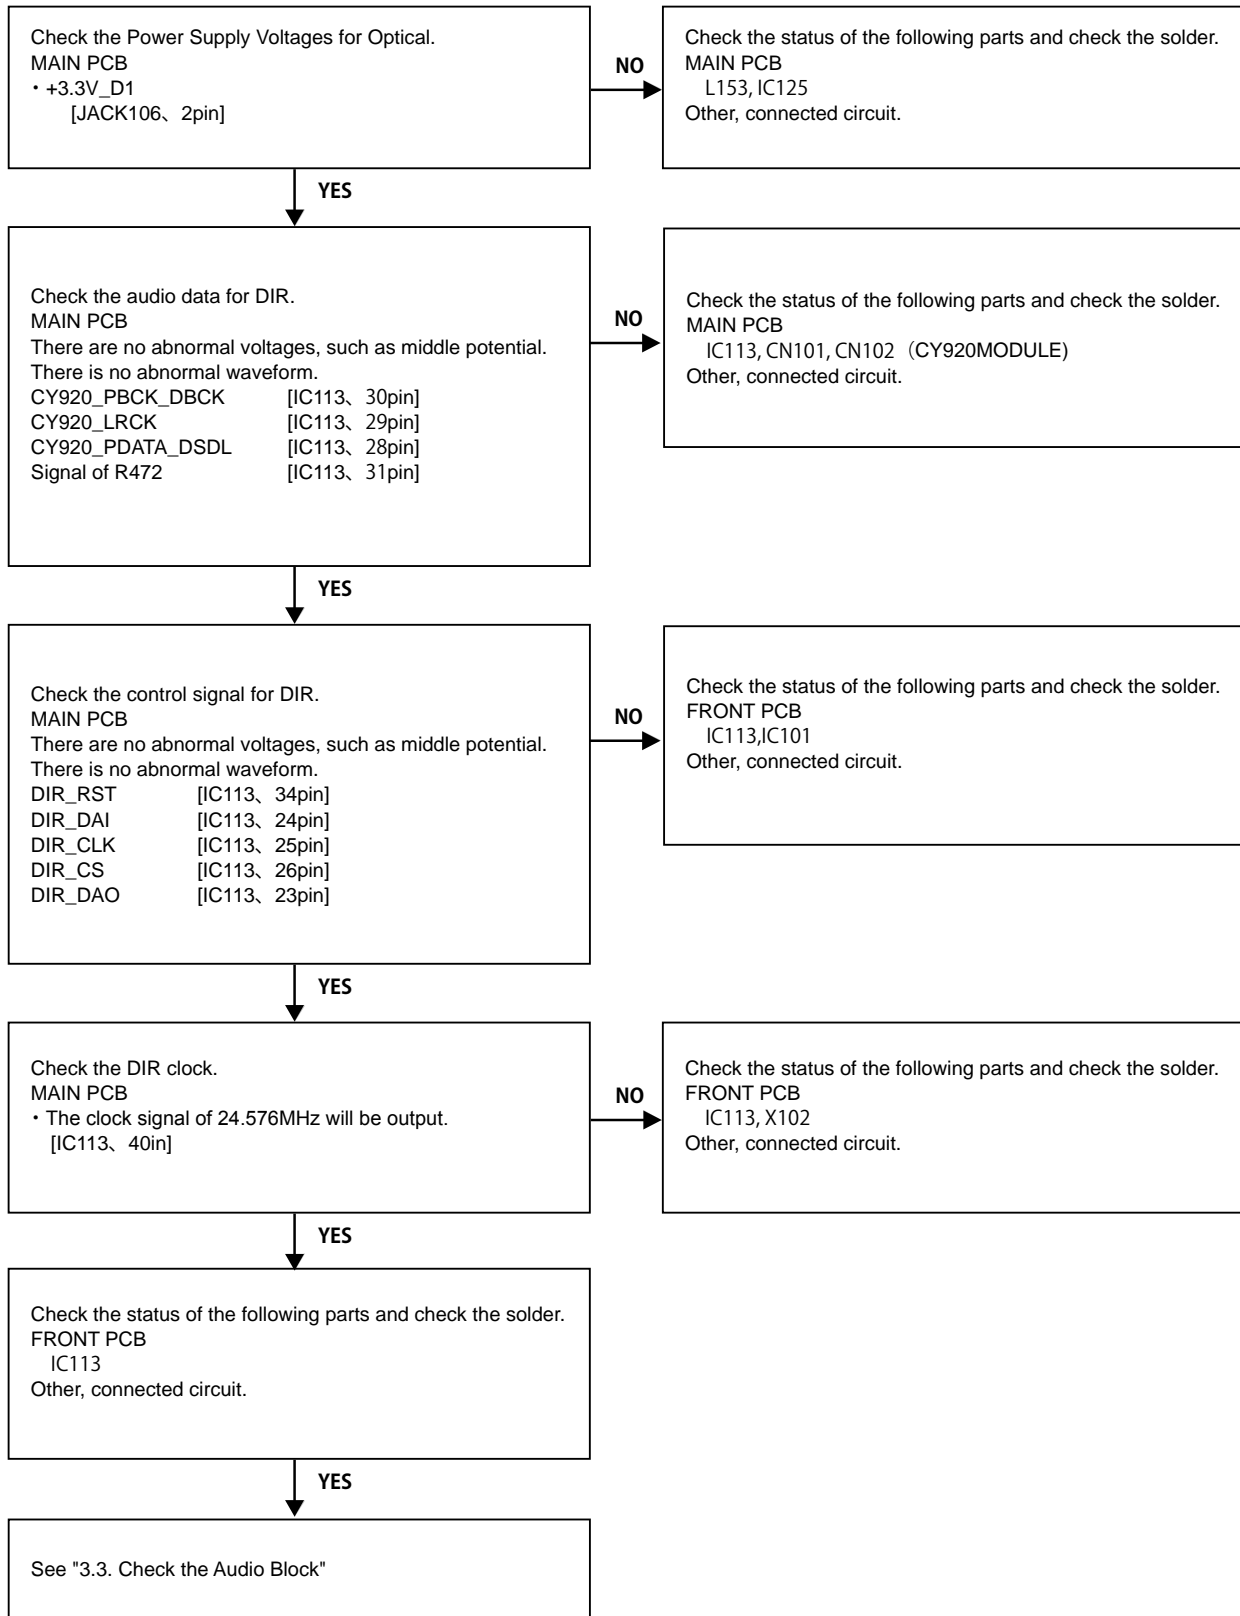 Check the Power Supply Voltages for Optical.
MAIN PCB
・+3.3V_D1
[JACK106、2pin]
NO
Check the status of the following parts and check the solder.
MAIN PCB
L153, IC125
Other, connected circuit.
YES
Check the audio data for DIR.
MAIN PCB
There are no abnormal voltages, such as middle potential.
There is no abnormal waveform.
CY920_PBCK_DBCK [IC113、30pin]
CY920_LRCK [IC113、29pin]
CY920_PDATA_DSDL [IC113、28pin]
Signal of R472 [IC113、31pin]
NO
Check the status of the following parts and check the solder.
MAIN PCB
IC113, CN101, CN102（CY920MODULE)
Other, connected circuit.
YES
Check the control signal for DIR.
MAIN PCB
There are no abnormal voltages, such as middle potential.
There is no abnormal waveform.
DIR_RST [IC113、34pin]
DIR_DAI [IC113、24pin]
DIR_CLK [IC113、25pin]
DIR_CS [IC113、26pin]
DIR_DAO [IC113、23pin]
NO
Check the status of the following parts and check the solder.
FRONT PCB
IC113,IC101
Other, connected circuit.
YES
Check the DIR clock.
MAIN PCB
・The clock signal of 24.576MHz will be output.
[IC113、40in]
NO
Check the status of the following parts and check the solder.
FRONT PCB
IC113, X102
Other, connected circuit.
YES
Check the status of the following parts and check the solder.
FRONT PCB
IC113
Other, connected circuit.
YES
See "3.3. Check the Audio Block"